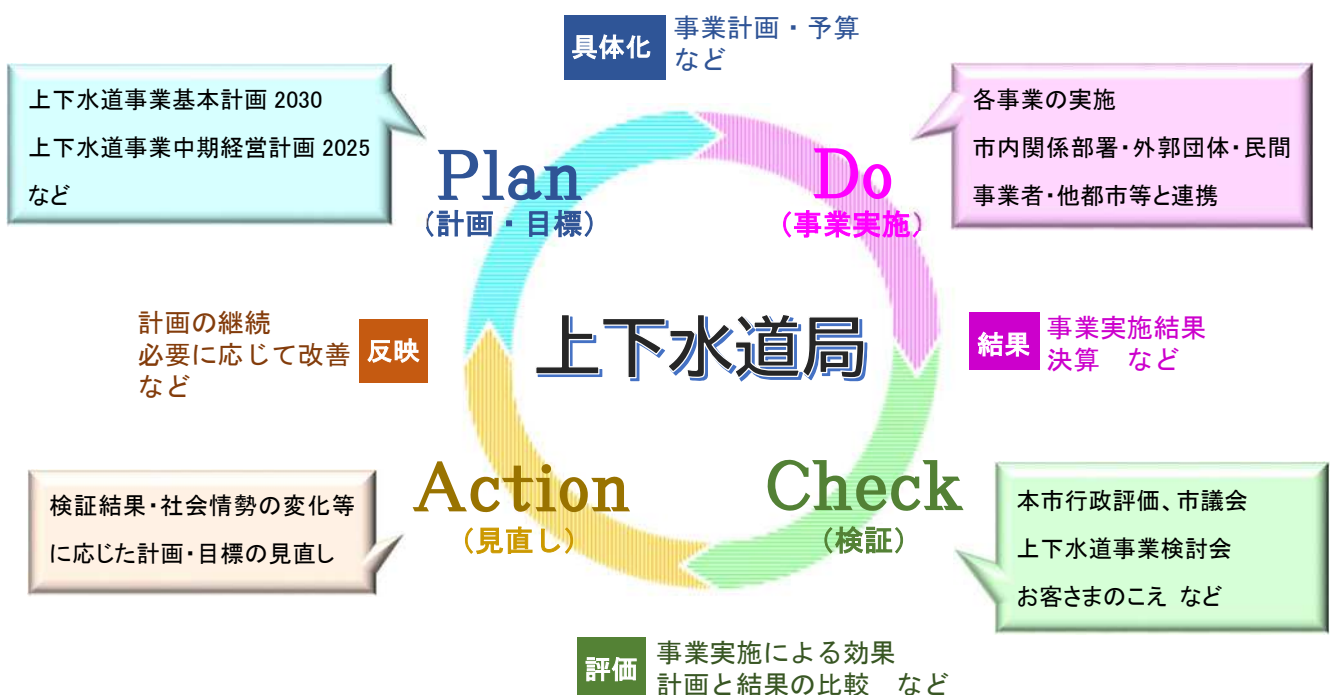 具体化
事業計画・予算
など
上下水道事業基本計画 2030
上下水道事業中期経営計画 2025
など
各事業の実施
市内関係部署・外郭団体・民間
事業者・他都市等と連携
Plan
(計画・目標)
Do
(事業実施)
計画の継続
必要に応じて改善
など
反映
上下水道局
結果
事業実施結果
決算 など
検証結果・社会情勢の変化等
に応じた計画・目標の見直し
Action
(見直し)
Check
(検証)
本市行政評価、市議会
上下水道事業検討会
お客さまのこえ など
評価
事業実施による効果
計画と結果の比較 など